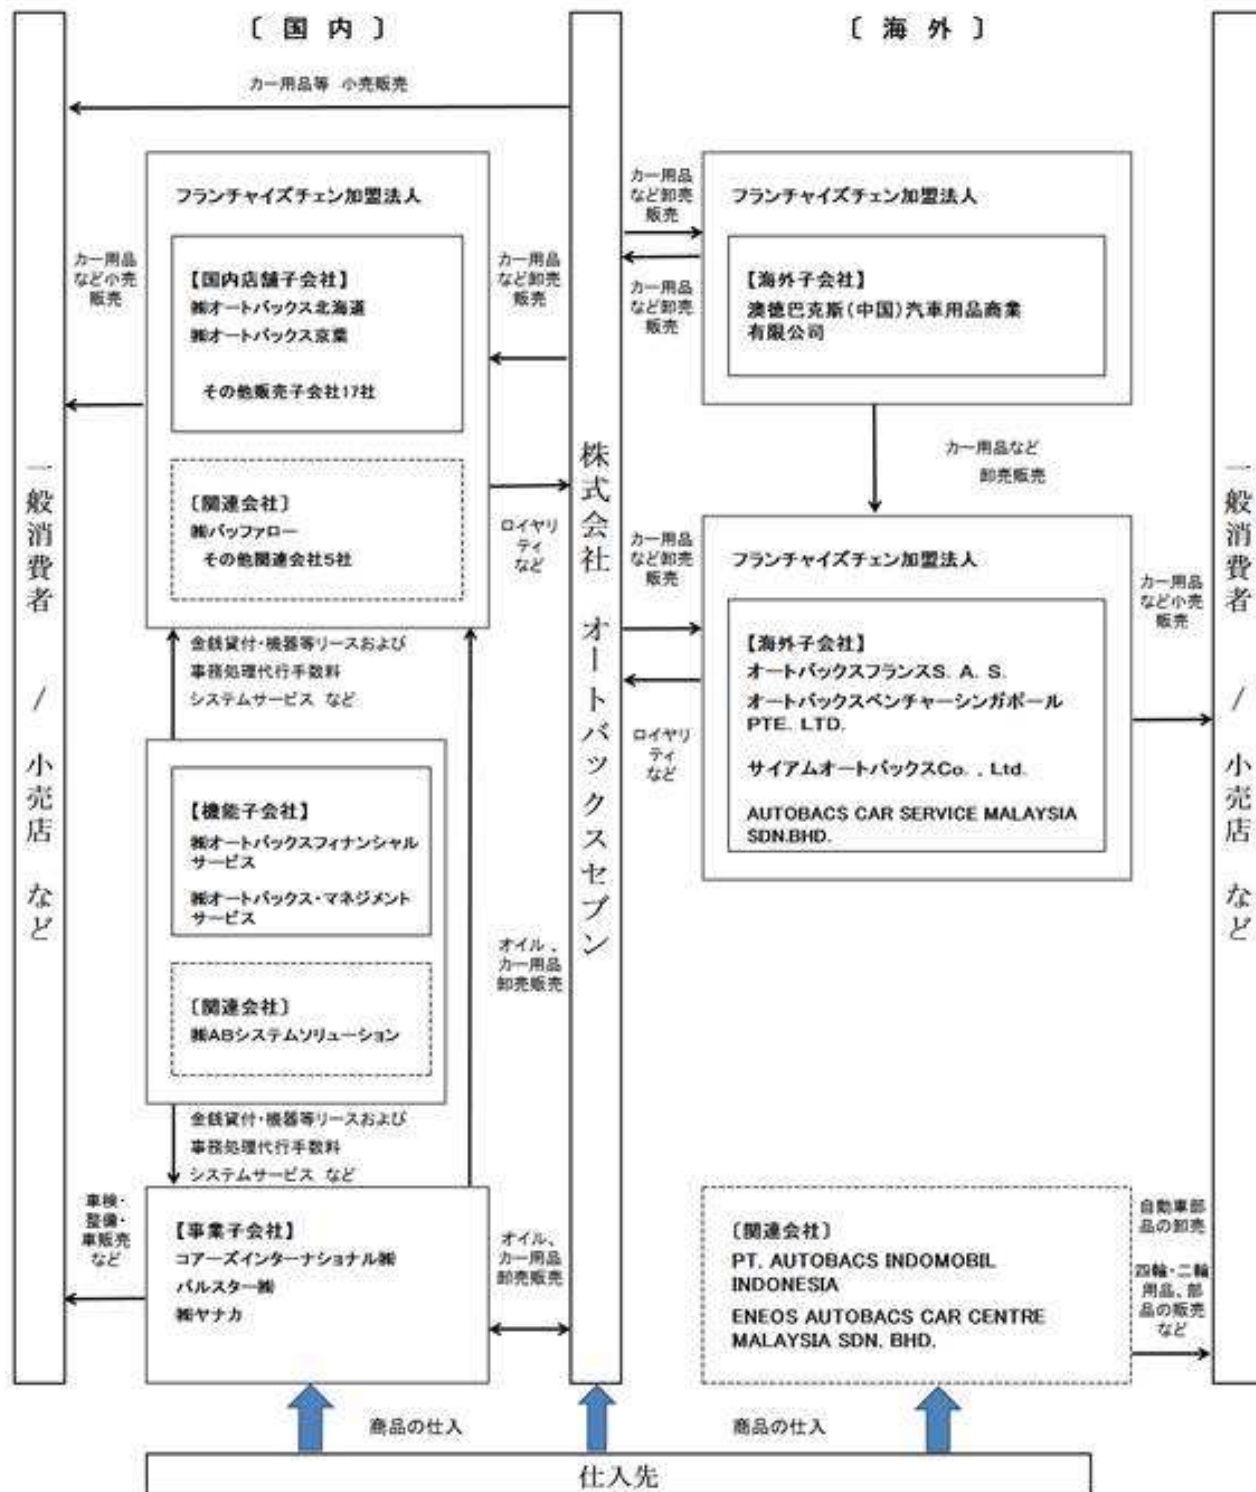 〔 国 内 〕
〔 海 外 〕
カー用品等 小売販売
フランチャイズチェン加盟法人
【国内店舗子会社】
㈱オートバックス北海道
㈱オートバックス京葉
その他販売子会社17社
〔関連会社〕
㈱バッファロー
その他関連会社5社
カー用品
など小売
販売
カー用品
など卸売
販売
ロイヤリ
ティ
など
金銭貸付・機器等リースおよび
事務処理代行手数料
システムサービス など
【機能子会社】
㈱オートバックスフィナンシャル
サービス
㈱オートバックス・マネジメント
サービス
〔関連会社〕
㈱ABシステムソリューション
オイル、
カー用品
卸売販売
金銭貸付・機器等リースおよび
事務処理代行手数料
システムサービス など
車検・
整備・
車販売
など
【事業子会社】
コアーズインターナショナル㈱
パルスター㈱
㈱ヤナカ
オイル、
カー用品
卸売販売
一般消費者 / 小売店 など
株式会社 オートバックスセブン
カー用品
など卸売
販売
カー用品
など卸売
販売
フランチャイズチェン加盟法人
【海外子会社】
澳德巴克斯(中国)汽車用品商業
有限公司
カー用品など
卸売販売
カー用品
など卸売
販売
ロイヤリ
ティ
など
フランチャイズチェン加盟法人
【海外子会社】
オートバックスフランスS. A. S.
オートバックスベンチャーシンガポール
PTE. LTD.
サイアムオートバックスCo. , Ltd.
AUTOBACS CAR SERVICE MALAYSIA
SDN.BHD.
カー用品
など小売
販売
〔関連会社〕
PT. AUTOBACS INDOMOBIL
INDONESIA
ENEOS AUTOBACS CAR CENTRE
MALAYSIA SDN. BHD.
自動車部
品の卸売
四輪・二輪
用品、部
品の販売
など
一般消費者 / 小売店 など
商品の仕入
商品の仕入
仕入先